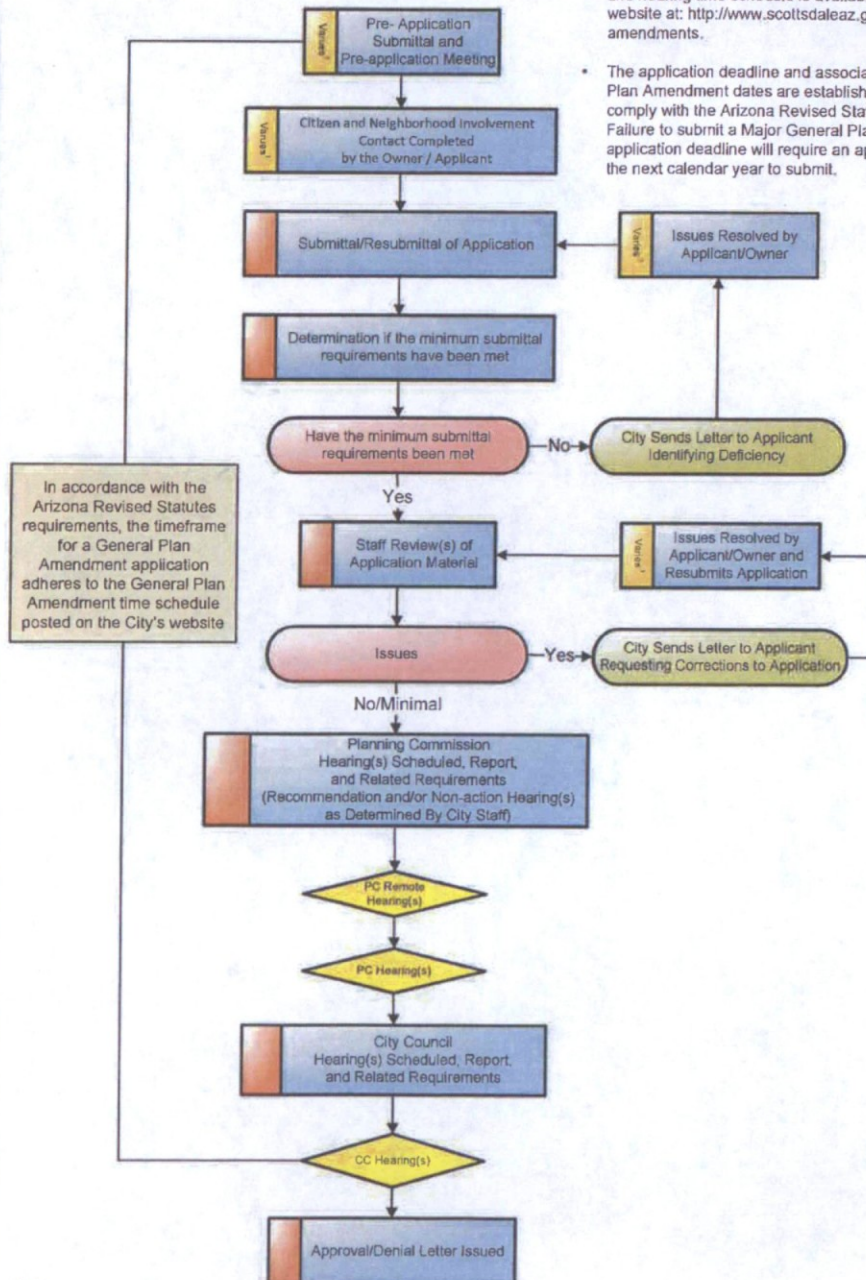 website at: http://www.scottsdaleaz.g
amendments.
• The application deadline and associa
Plan Amendment dates are establish
comply with the Arizona Revised Sta
Failure to submit a Major General Pla
application deadline will require an ap
the next calendar year to submit.
Varies
Pre- Application
Submittal and
Pre-application Meeting
Varies
Citizen and Neighborhood Involvement
Contact Completed
by the Owner / Applicant
Submittal/Resubmittal of Application
Varies
Issues Resolved by
Applicant/Owner
Determination if the minimum submittal
requirements have been met
Have the minimum submittal
requirements been met
No
City Sends Letter to Applicant
Identifying Deficiency
Yes
In accordance with the
Arizona Revised Statutes
requirements, the timeframe
for a General Plan
Amendment application
adheres to the General Plan
Amendment time schedule
posted on the City's website
Staff Review(s) of
Application Material
Varies
Issues Resolved by
Applicant/Owner and
Resubmits Application
Issues
Yes
City Sends Letter to Applicant
Requesting Corrections to Application
No/Minimal
Planning Commission
Hearing(s) Scheduled, Report,
and Related Requirements
(Recommendation and/or Non-action Hearing(s)
as Determined By City Staff)
PC Remote
Hearing(s)
PC Hearing(s)
City Council
Hearing(s) Scheduled, Report,
and Related Requirements
CC Hearing(s)
Approval/Denial Letter Issued